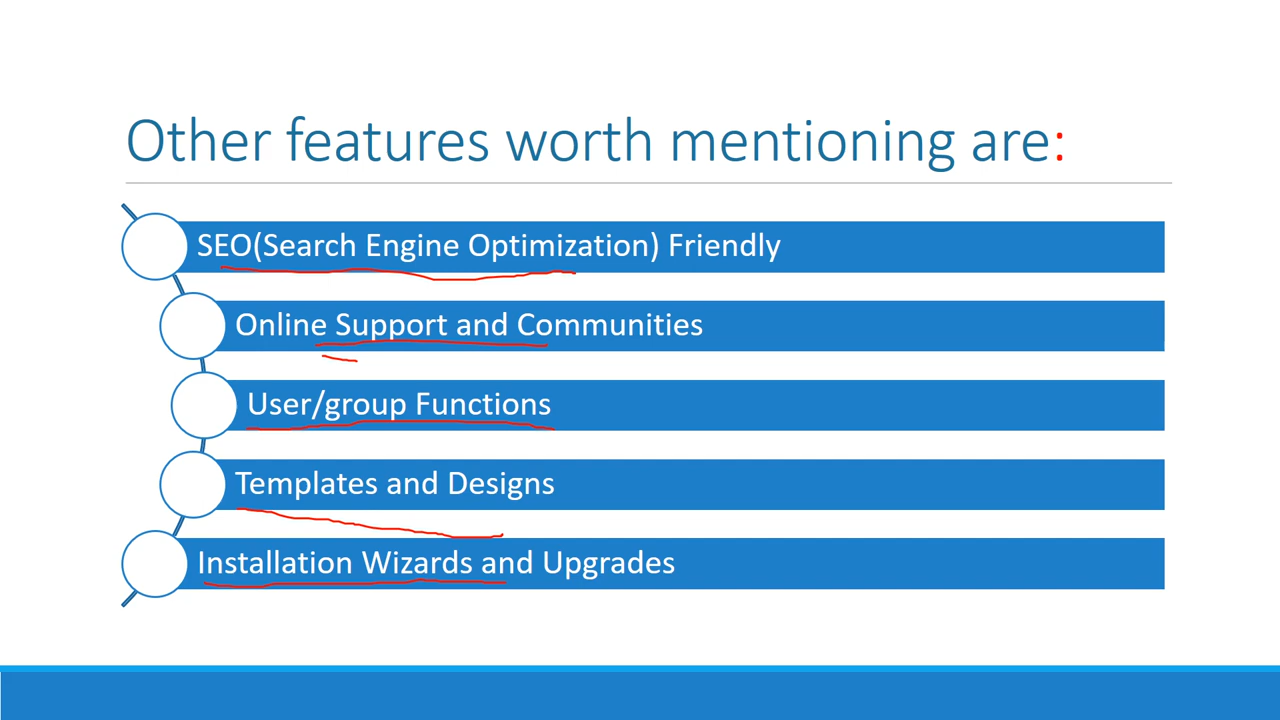 Other features worth mentioning are:
SEO(Search Engine Optimization) Friendly
Online Support and Communities
User/group Functions
Templates and Designs
Installation Wizards and Upgrades